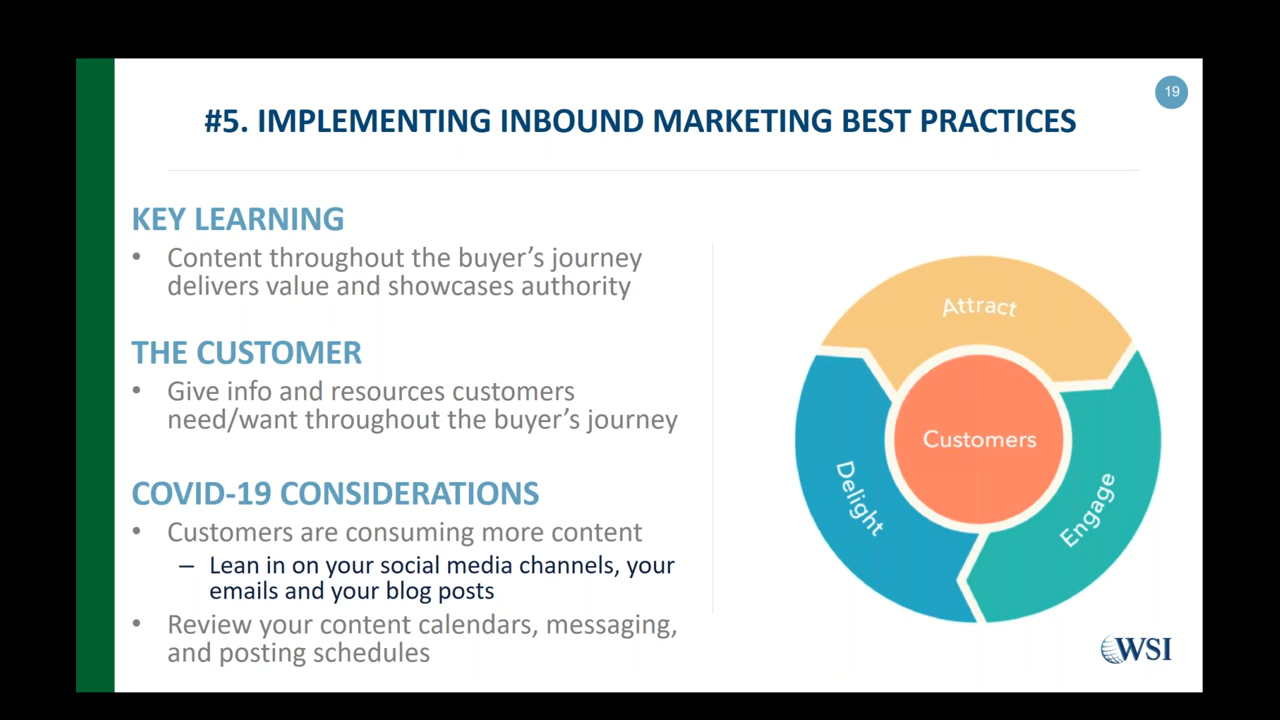 19
#5. IMPLEMENTING INBOUND MARKETING BEST PRACTICES
KEY LEARNING
• Content throughout the buyer’s journey
delivers value and showcases authority
THE CUSTOMER
• Give info and resources customers
need/want throughout the buyer’s journey
COVID-19 CONSIDERATIONS
• Customers are consuming more content
– Lean in on your social media channels, your
emails and your blog posts
• Review your content calendars, messaging,
and posting schedules
Attract
Customers
Delight
Engage
WSI